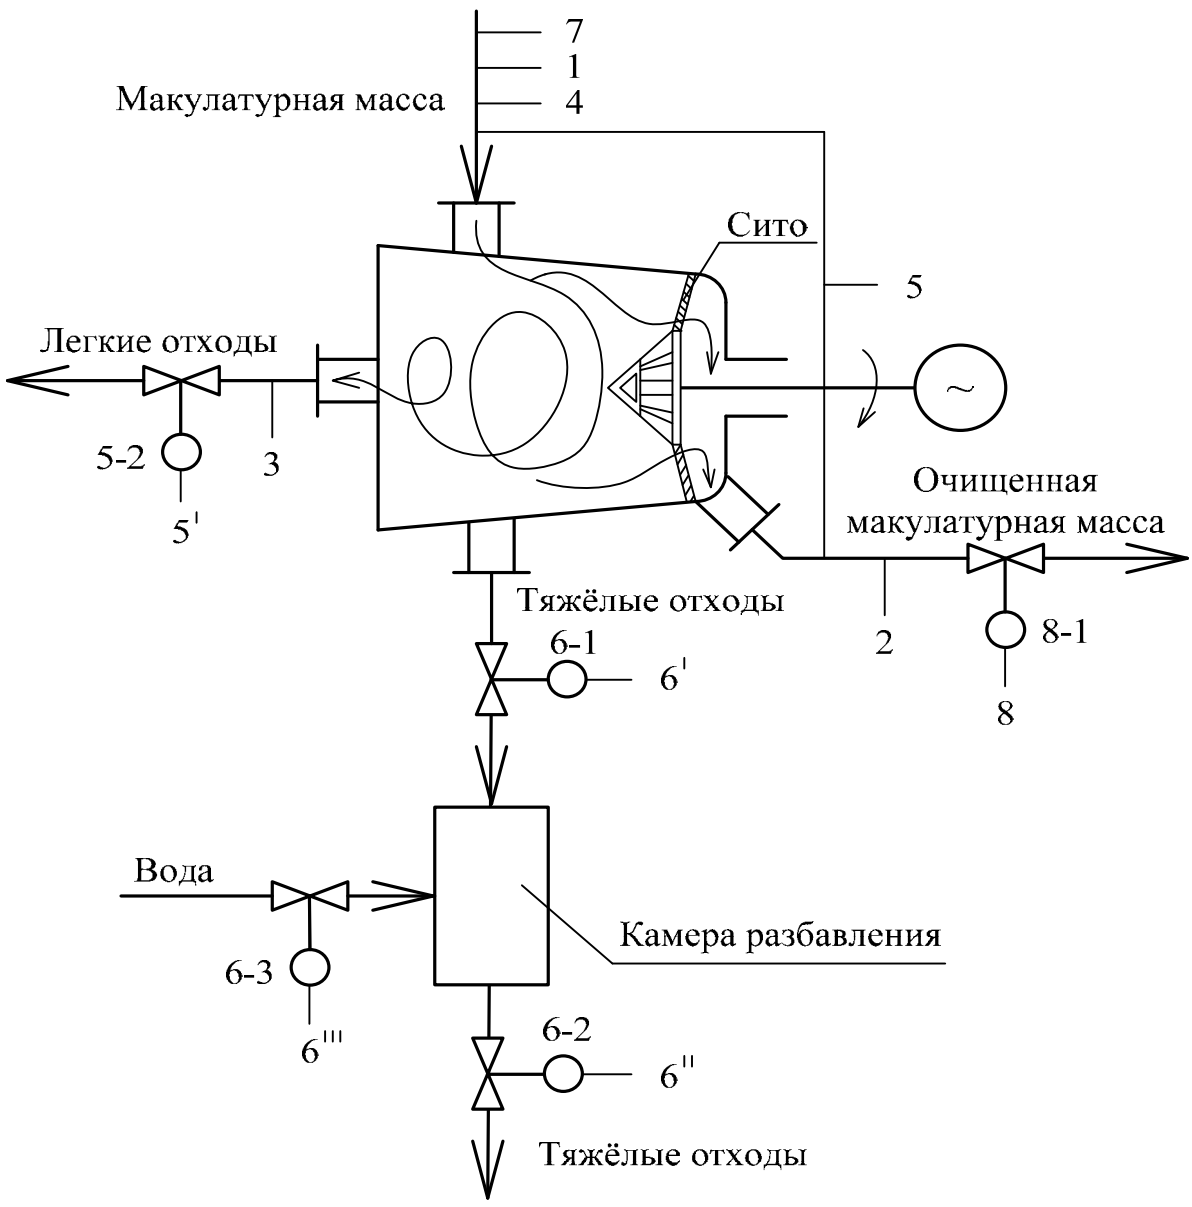 7
1
Макулатурная масса
4
Сито
5
Легкие отходы
~
5-2
3
5'
Очищенная
макулатурная масса
Тяжёлые отходы
2
8-1
6-1
6'
8
Вода
Камера разбавления
6-3
6'''
6-2
6''
Тяжёлые отходы